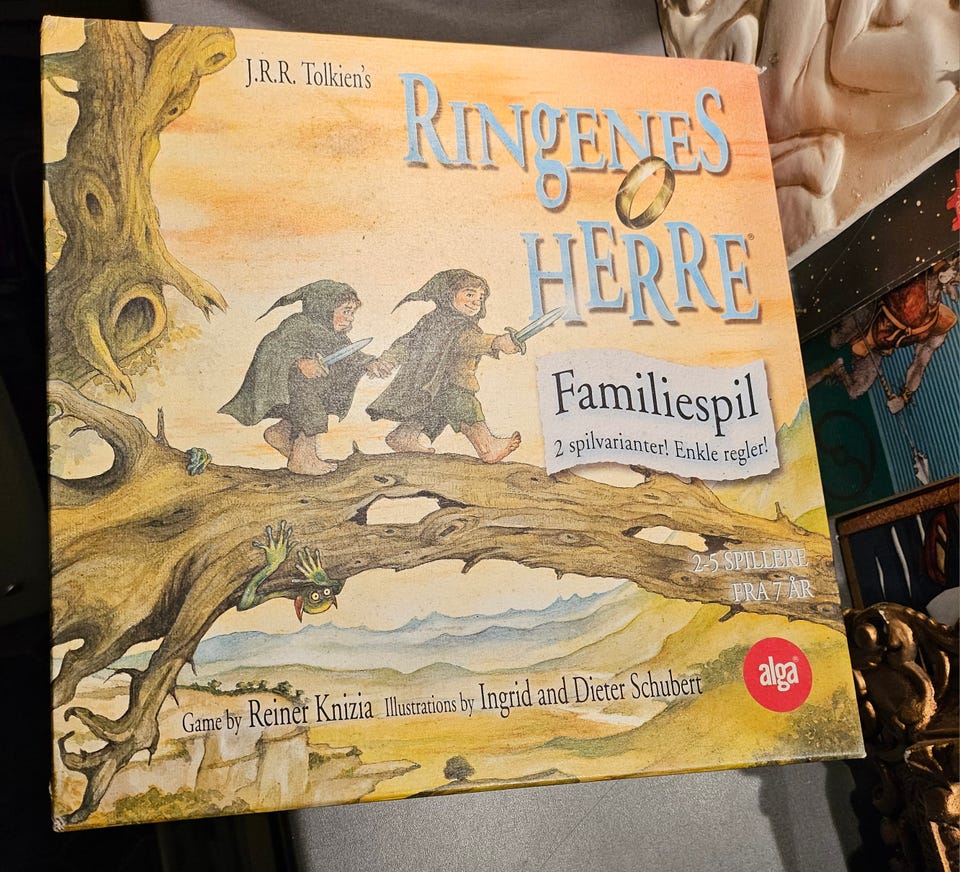 J.R.R. Tolkien's
RINGENES
HERRE®
Familiespil
2 spilvarianter! Enkle regler!
2-5 SPILLERE
FRA 7 ÅR
alga®
Game by Reiner Knizia Illustrations by Ingrid and Dieter Schubert